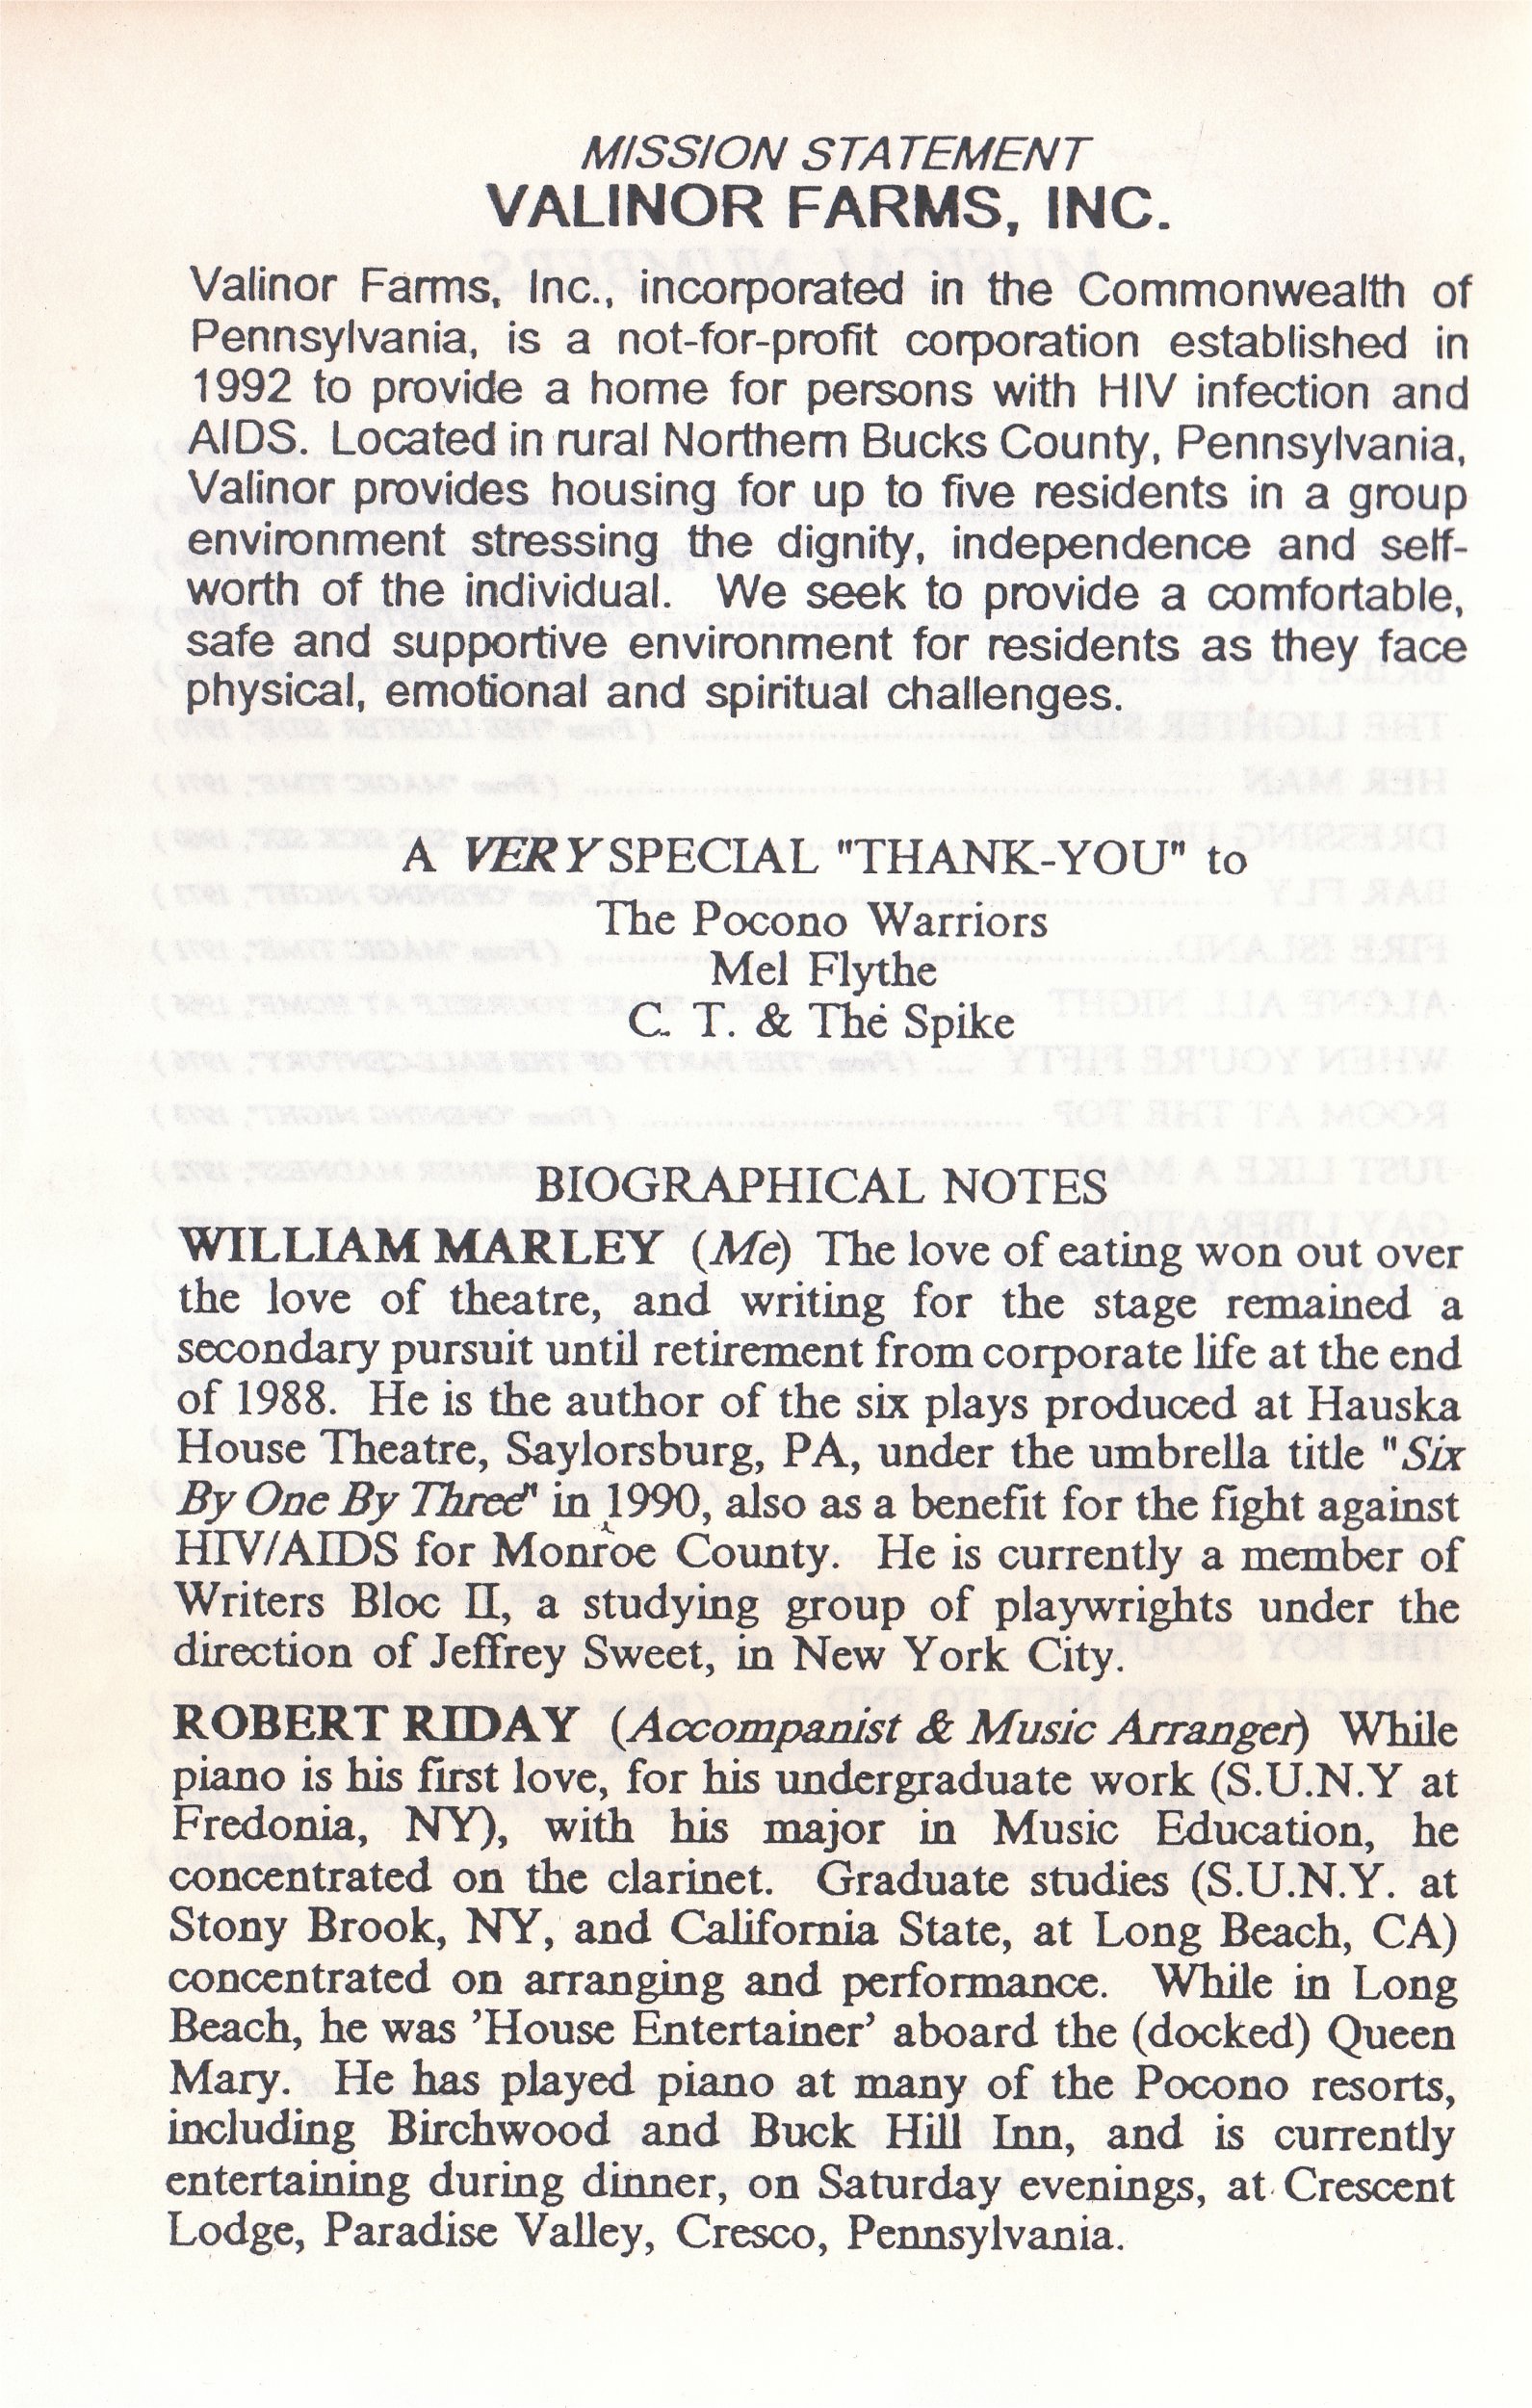 MISSION STATEMENT
VALINOR FARMS, INC.
Valinor Farms, Inc., incorporated in the Commonwealth of
Pennsylvania, is a not-for-profit corporation established in
1992 to provide a home for persons with HIV infection and
AIDS. Located in rural Northern Bucks County, Pennsylvania,
Valinor provides housing for up to five residents in a group
environment stressing the dignity, independence and self-
worth of the individual. We seek to provide a comfortable,
safe and supportive environment for residents as they face
physical, emotional and spiritual challenges.
A VERY SPECIAL "THANK-YOU" to
The Pocono Warriors
Mel Flythe
C. T. & The Spike
BIOGRAPHICAL NOTES
WILLIAM MARLEY (Me) The love of eating won out over
the love of theatre, and writing for the stage remained a
secondary pursuit until retirement from corporate life at the end
of 1988. He is the author of the six plays produced at Hauska
House Theatre, Saylorsburg, PA, under the umbrella title "Six
By One By Three" in 1990, also as a benefit for the fight against
HIV/AIDS for Monroe County. He is currently a member of
Writers Bloc II, a studying group of playwrights under the
direction of Jeffrey Sweet, in New York City.
ROBERT RIDAY (Accompanist & Music Arranger) While
piano is his first love, for his undergraduate work (S.U.N.Y at
Fredonia, NY), with his major in Music Education, he
concentrated on the clarinet. Graduate studies (S.U.N.Y. at
Stony Brook, NY, and California State, at Long Beach, CA)
concentrated on arranging and performance. While in Long
Beach, he was 'House Entertainer' aboard the (docked) Queen
Mary. He has played piano at many of the Pocono resorts,
including Birchwood and Buck Hill Inn, and is currently
entertaining during dinner, on Saturday evenings, at Crescent
Lodge, Paradise Valley, Cresco, Pennsylvania.